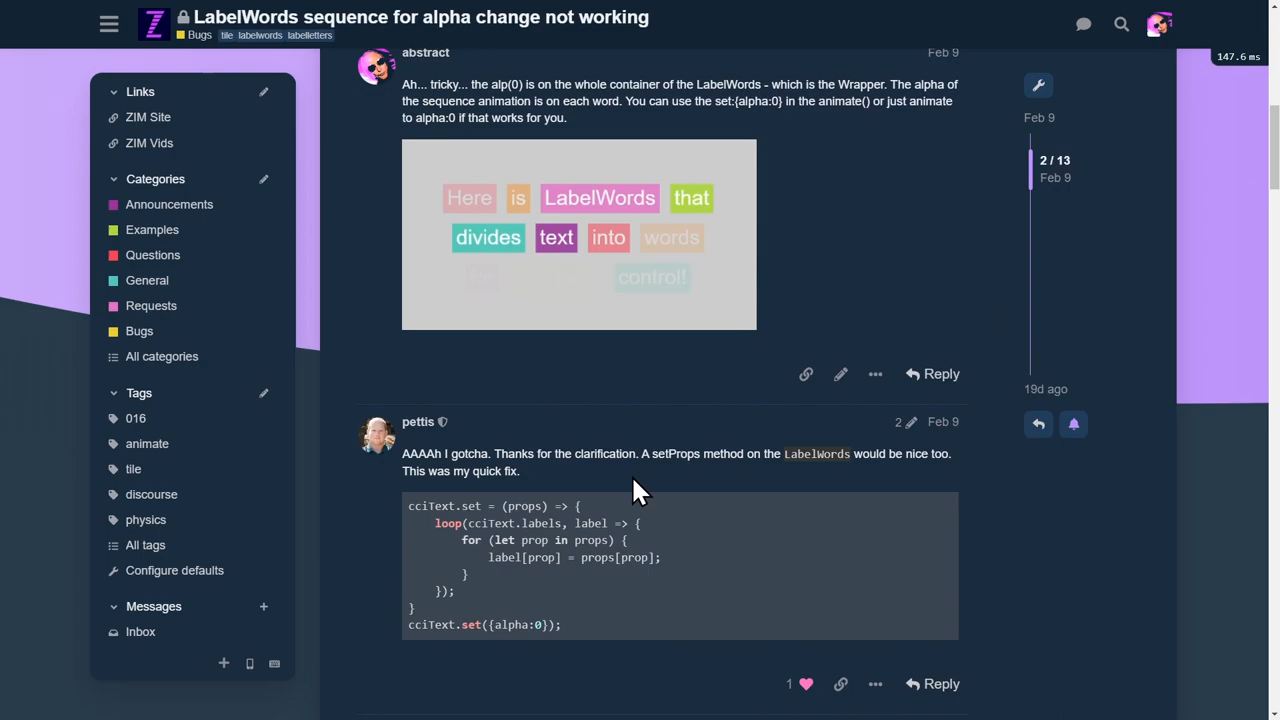 LabelWords sequence for alpha change not working
Bugs tile labelwords labelletters
147.6 ms
Links
ZIM Site
ZIM Vids
Categories
Announcements
Examples
Questions
General
Requests
Bugs
All categories
Tags
016
animate
tile
discourse
physics
All tags
Configure defaults
Messages
Inbox
abstract Feb 9
Ah... tricky... the alp(0) is on the whole container of the LabelWords - which is the Wrapper. The alpha of
the sequence animation is on each word. You can use the set:{alpha:0} in the animate() or just animate
to alpha:0 if that works for you.
Here is LabelWords that
divides text into words
for control!
Reply
pettis 2 Feb 9
AAAAh I gotcha. Thanks for the clarification. A setProps method on the LabelWords would be nice too.
This was my quick fix.
cciText.set = (props) => {
loop(cciText.labels, label => {
for (let prop in props) {
label[prop] = props[prop];
}
});
}
cciText.set({alpha:0});
1 Reply
Feb 9
2 / 13
Feb 9
19d ago